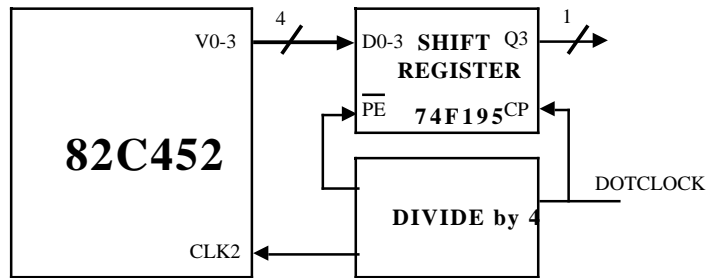 4
1
V0-3
D0-3 SHIFT Q3
REGISTER
PE
74F195 CP
82C452
DOTCLOCK
DIVIDE by 4
CLK2